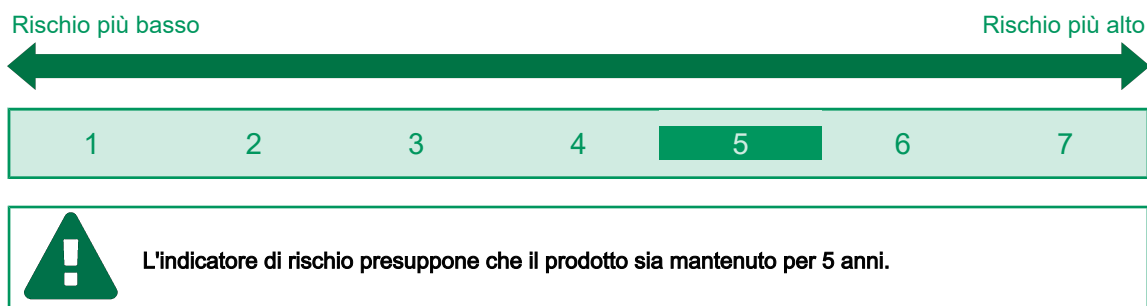 Rischio più basso Rischio più alto
1 2 3 4 5 6 7
L'indicatore di rischio presuppone che il prodotto sia mantenuto per 5 anni.